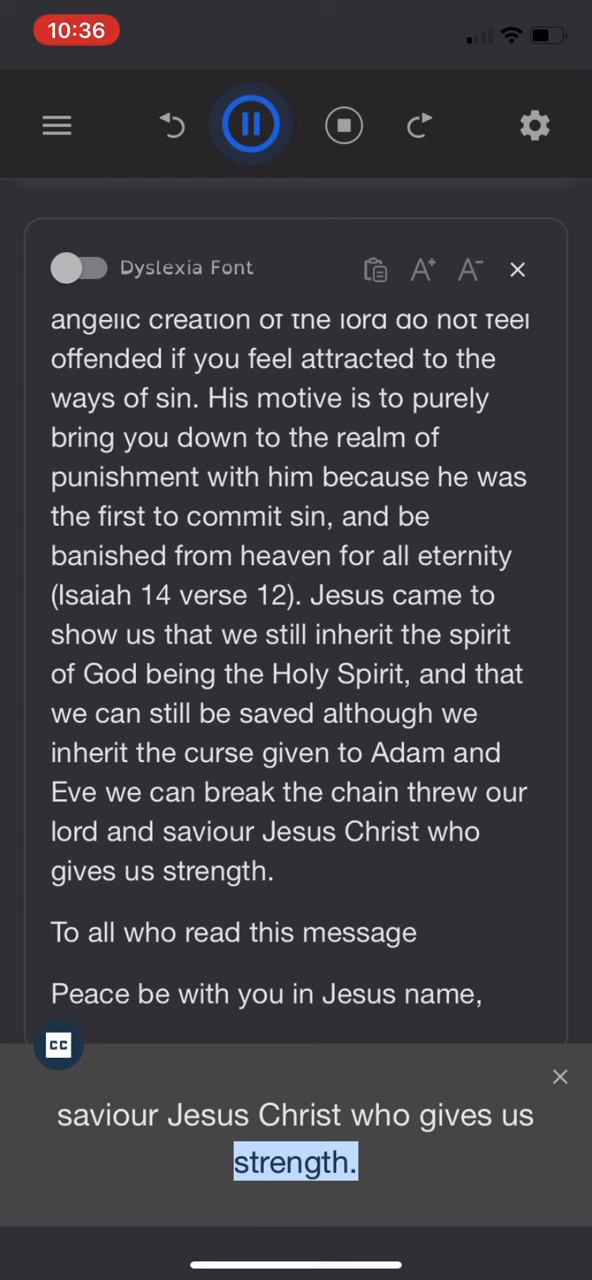 10:36
Dyslexia Font
A+
A-
angelic creation of the lord do not feel
offended if you feel attracted to the
ways of sin. His motive is to purely
bring you down to the realm of
punishment with him because he was
the first to commit sin, and be
banished from heaven for all eternity
(Isaiah 14 verse 12). Jesus came to
show us that we still inherit the spirit
of God being the Holy Spirit, and that
we can still be saved although we
inherit the curse given to Adam and
Eve we can break the chain threw our
lord and saviour Jesus Christ who
gives us strength.
To all who read this message
Peace be with you in Jesus name,
CC
saviour Jesus Christ who gives us
strength.